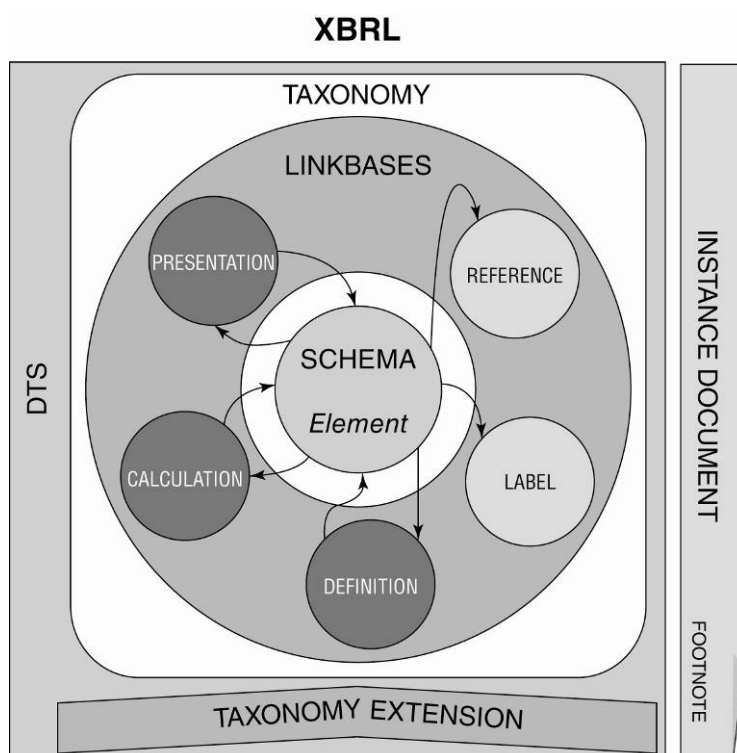 XBRL
TAXONOMY
LINKBASES
PRESENTATION
REFERENCE
SCHEMA
Element
CALCULATION
LABEL
DEFINITION
DTS
TAXONOMY EXTENSION
INSTANCE DOCUMENT
FOOTNOTE